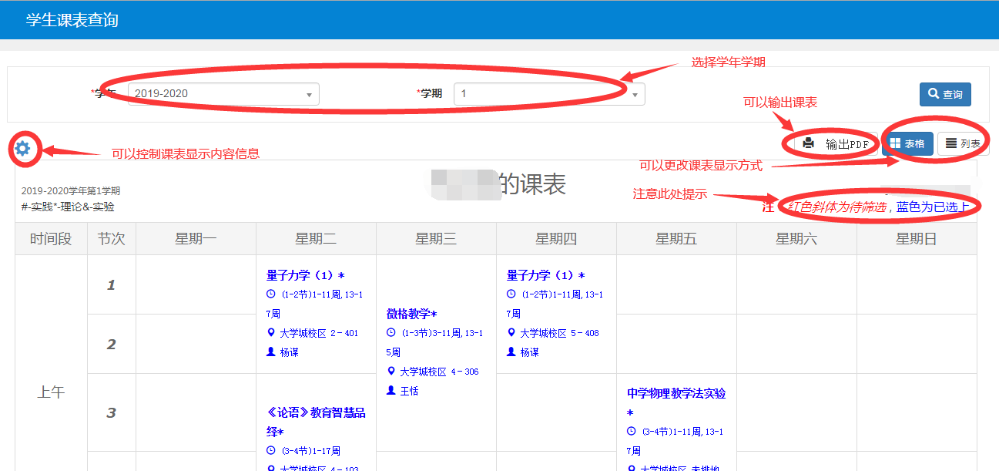 学生课表查询
选择学年学期
*学年 2019-2020 *学期 1 查询
可以输出课表
输出PDF 表格 列表
可以控制课表显示内容信息
可以更改课表显示方式
的课表
2019-2020学年第1学期
注意此处提示
#-实践*-理论&-实验
注 红色斜体为待筛选，蓝色为已选上
时间段 节次 星期一 星期二 星期三 星期四 星期五 星期六 星期日
上午
1
2
3
量子力学（1）*
(1-2节)1-11周,13-1
7周
大学城校区 2－401
杨谋
《论语》教育智慧品
绎*
(3-4节)1-17周
大学城校区 4－103
微格教学*
(1-3节)3-11周,13-1
5周
大学城校区 4－306
王恬
量子力学（1）*
(1-2节)1-11周,13-1
7周
大学城校区 5－408
杨谋
中学物理教学法实验
*
(3-4节)1-11周,13-1
7周
大学城校区 未排地